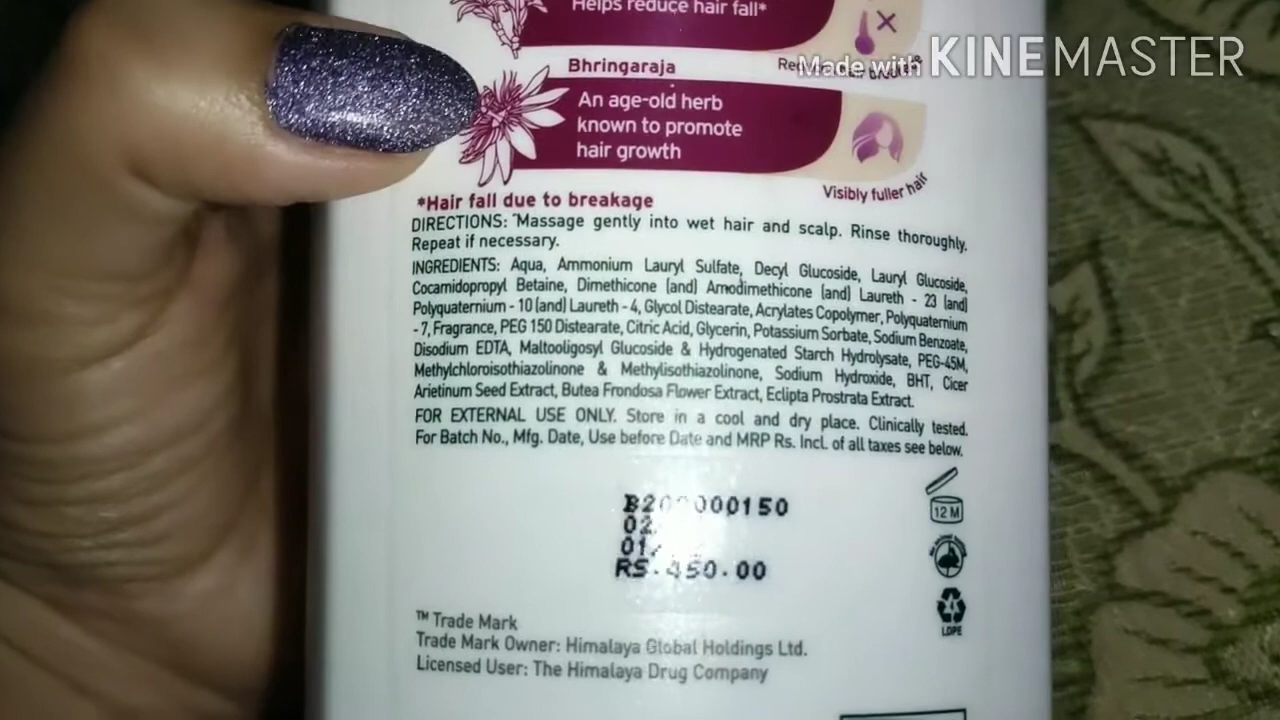 Helps reduce hair fall*
Made with KINEMASTER
Bhringaraja
An age-old herb
known to promote
hair growth
Visibly fuller hair
*Hair fall due to breakage
DIRECTIONS: Massage gently into wet hair and scalp. Rinse thoroughly.
Repeat if necessary.
INGREDIENTS: Aqua, Ammonium Lauryl Sulfate, Decyl Glucoside, Lauryl Glucoside,
Cocamidopropyl Betaine, Dimethicone (and) Amodimethicone (and) Laureth - 23 (and)
Polyquaternium - 10 (and) Laureth - 4, Glycol Distearate, Acrylates Copolymer, Polyquaternium
- 7, Fragrance, PEG 150 Distearate, Citric Acid, Glycerin, Potassium Sorbate, Sodium Benzoate,
Disodium EDTA, Maltooligosyl Glucoside & Hydrogenated Starch Hydrolysate, PEG-45M,
Methylchloroisothiazolinone & Methylisothiazolinone, Sodium Hydroxide, BHT, Cicer
Arietinum Seed Extract, Butea Frondosa Flower Extract, Eclipta Prostrata Extract.
FOR EXTERNAL USE ONLY. Store in a cool and dry place. Clinically tested.
For Batch No., Mfg. Date, Use before Date and MRP Rs. Incl. of all taxes see below.
12 M
RS.450.00
LDPE
™ Trade Mark
Trade Mark Owner: Himalaya Global Holdings Ltd.
Licensed User: The Himalaya Drug Company